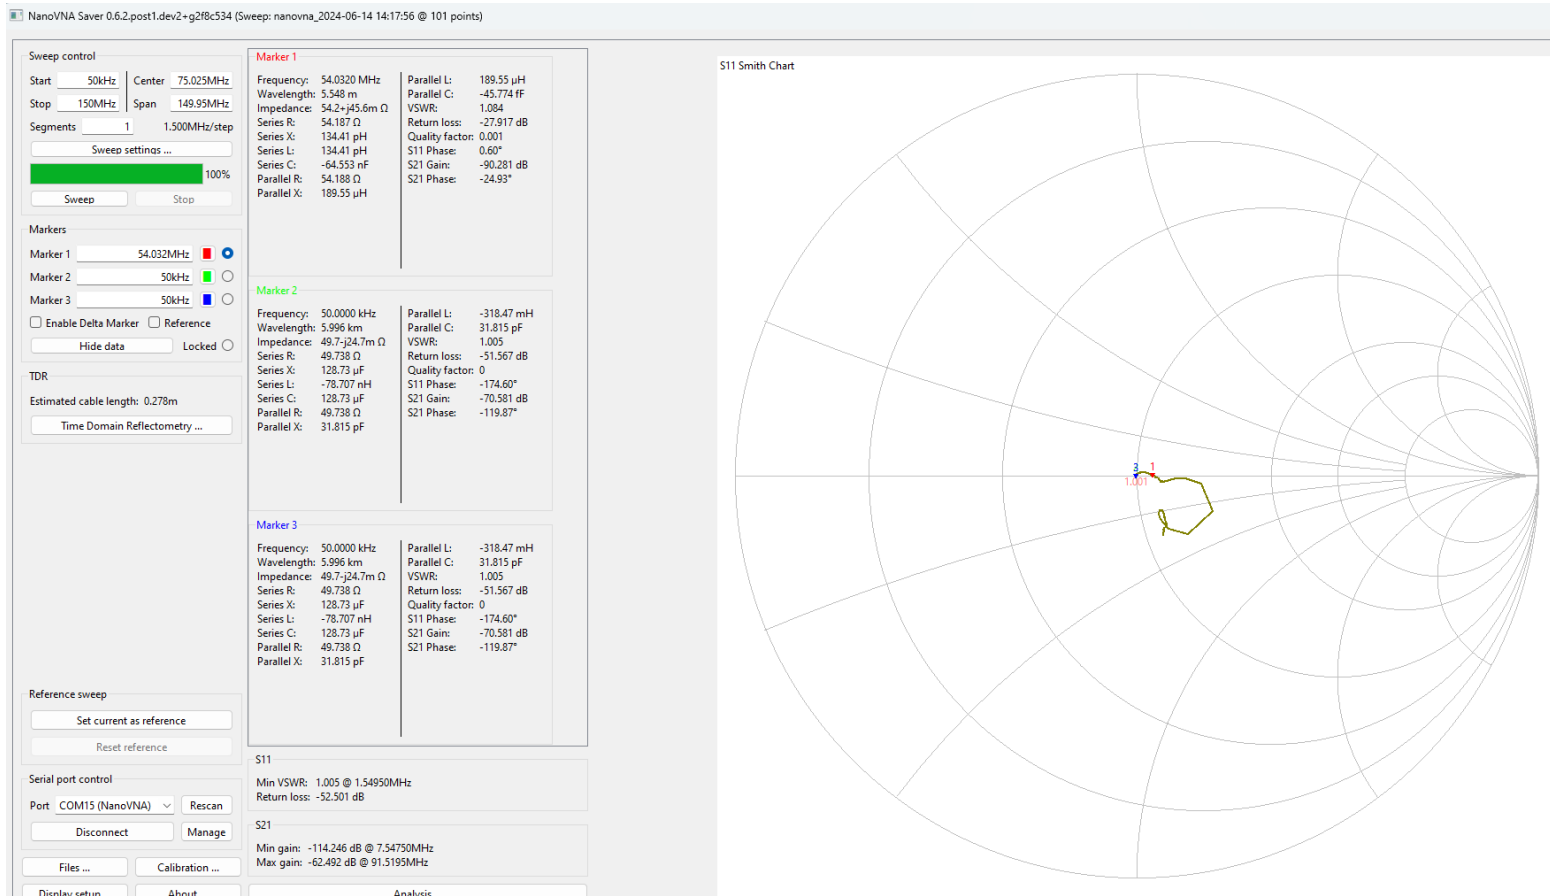 NanoVNA Saver 0.6.2.post1.dev2+g2f8c534 (Sweep: nanovna_2024-06-14 14:17:56 @ 101 points)
Sweep control
Start 50kHz Center 75.025MHz
Stop 150MHz Span 149.95MHz
Segments 1 1.500MHz/step
Sweep settings ...
100%
Sweep Stop
Markers
Marker 1 54.032MHz
Marker 2 50kHz
Marker 3 50kHz
Enable Delta Marker Reference
Hide data Locked
TDR
Estimated cable length: 0.278m
Time Domain Reflectometry ...
Reference sweep
Set current as reference
Reset reference
Serial port control
Port COM15 (NanoVNA) Rescan
Disconnect Manage
Files ... Calibration ...
Display setup ... About ...
Marker 1
Frequency: 54.0320 MHz Parallel L: 189.55 µH
Wavelength: 5.548 m Parallel C: -45.774 fF
Impedance: 54.2+j45.6m Ω VSWR: 1.084
Series R: 54.187 Ω Return loss: -27.917 dB
Series X: 134.41 pH Quality factor: 0.001
Series L: 134.41 pH S11 Phase: 0.60°
Series C: -64.553 nF S21 Gain: -90.281 dB
Parallel R: 54.188 Ω S21 Phase: -24.93°
Parallel X: 189.55 µH
Marker 2
Frequency: 50.0000 kHz Parallel L: -318.47 mH
Wavelength: 5.996 km Parallel C: 31.815 pF
Impedance: 49.7-j24.7m Ω VSWR: 1.005
Series R: 49.738 Ω Return loss: -51.567 dB
Series X: 128.73 µF Quality factor: 0
Series L: -78.707 nH S11 Phase: -174.60°
Series C: 128.73 µF S21 Gain: -70.581 dB
Parallel R: 49.738 Ω S21 Phase: -119.87°
Parallel X: 31.815 pF
Marker 3
Frequency: 50.0000 kHz Parallel L: -318.47 mH
Wavelength: 5.996 km Parallel C: 31.815 pF
Impedance: 49.7-j24.7m Ω VSWR: 1.005
Series R: 49.738 Ω Return loss: -51.567 dB
Series X: 128.73 µF Quality factor: 0
Series L: -78.707 nH S11 Phase: -174.60°
Series C: 128.73 µF S21 Gain: -70.581 dB
Parallel R: 49.738 Ω S21 Phase: -119.87°
Parallel X: 31.815 pF
S11
Min VSWR: 1.005 @ 1.54950MHz
Return loss: -52.501 dB
S21
Min gain: -114.246 dB @ 7.54750MHz
Max gain: -62.492 dB @ 91.5195MHz
Analysis ...
S11 Smith Chart
3 1
1.001